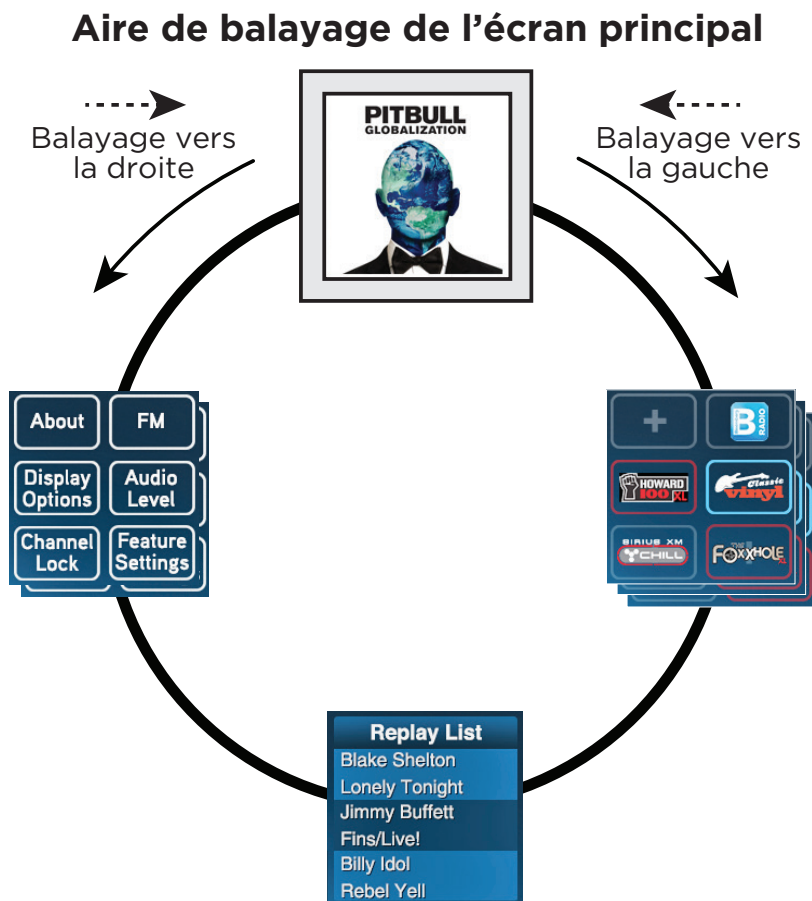 Aire de balayage de l’écran principal
Balayage vers
la droite
PITBULL
GLOBALIZATION
Balayage vers
la gauche
About
FM
Display
Options
Audio
Level
Channel
Lock
Feature
Settings
+
B
RADIO
HOWARD
100 XL
Classic
vinyl
SIRIUS XM
CHILL
THE
FOXXHOLE
XL
Replay List
Blake Shelton
Lonely Tonight
Jimmy Buffett
Fins/Live!
Billy Idol
Rebel Yell